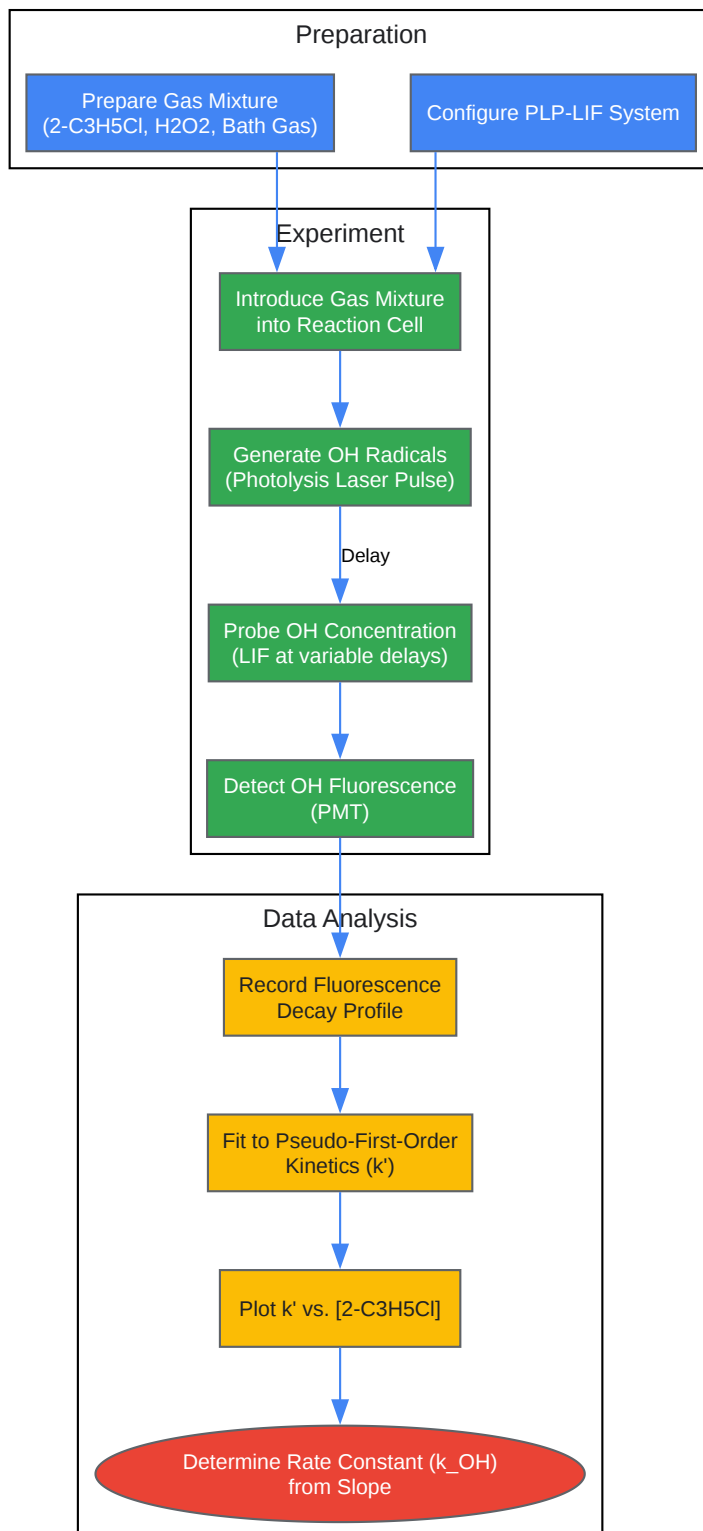 Preparation
Prepare Gas Mixture
(2-C3H5Cl, H2O2, Bath Gas)
Configure PLP-LIF System
Experiment
Introduce Gas Mixture
into Reaction Cell
Generate OH Radicals
(Photolysis Laser Pulse)
Delay
Probe OH Concentration
(LIF at variable delays)
Detect OH Fluorescence
(PMT)
Data Analysis
Record Fluorescence
Decay Profile
Fit to Pseudo-First-Order
Kinetics (k')
Plot k' vs. [2-C3H5Cl]
Determine Rate Constant (k_OH)
from Slope